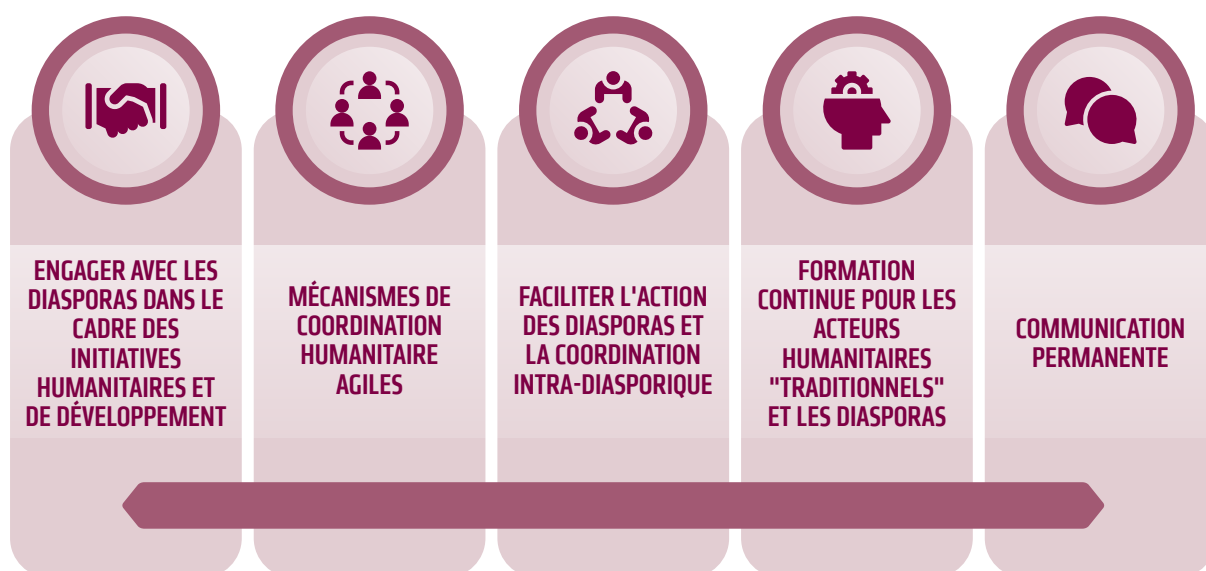 ENGAGER AVEC LES
DIASPORAS DANS LE
CADRE DES
INITIATIVES
HUMANITAIRES ET
DE DÉVELOPPEMENT
MÉCANISMES DE
COORDINATION
HUMANITAIRE
AGILES
FACILITER L'ACTION
DES DIASPORAS ET
LA COORDINATION
INTRA-DIASPORIQUE
FORMATION
CONTINUE POUR LES
ACTEURS
HUMANITAIRES
"TRADITIONNELS"
ET LES DIASPORAS
COMMUNICATION
PERMANENTE